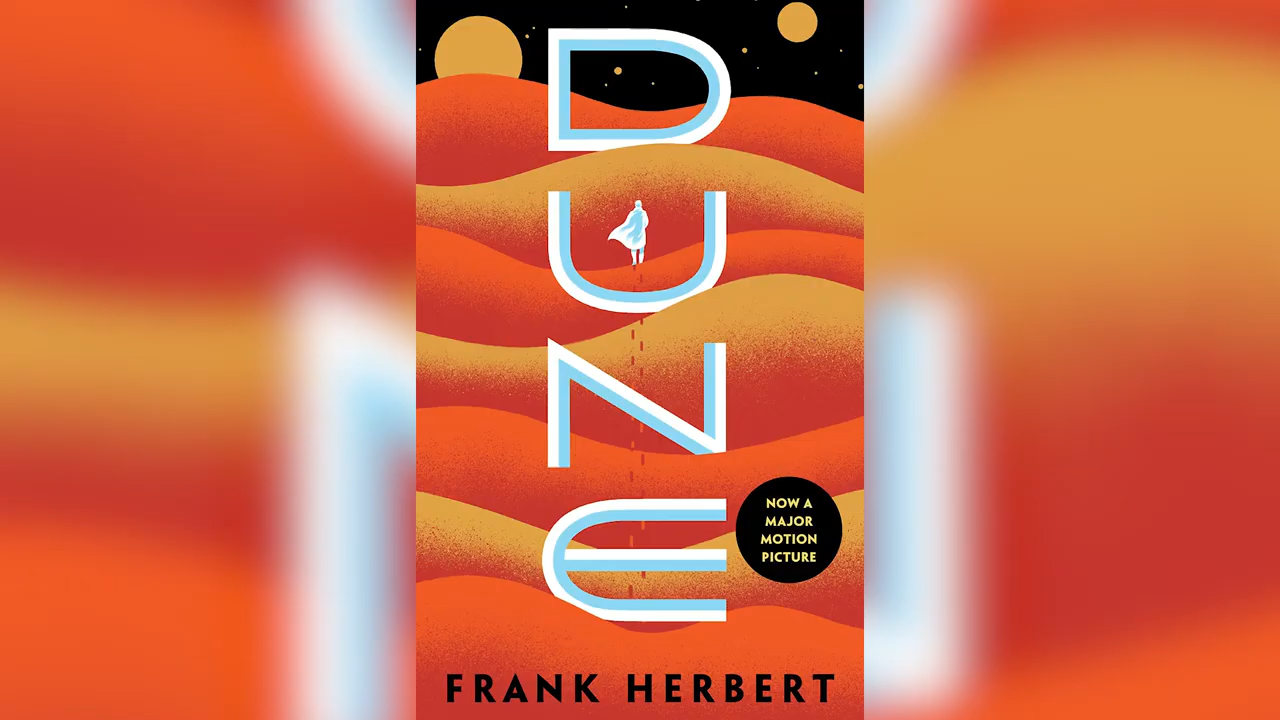 DUNE
NOW A
MAJOR
MOTION
PICTURE
FRANK HERBERT